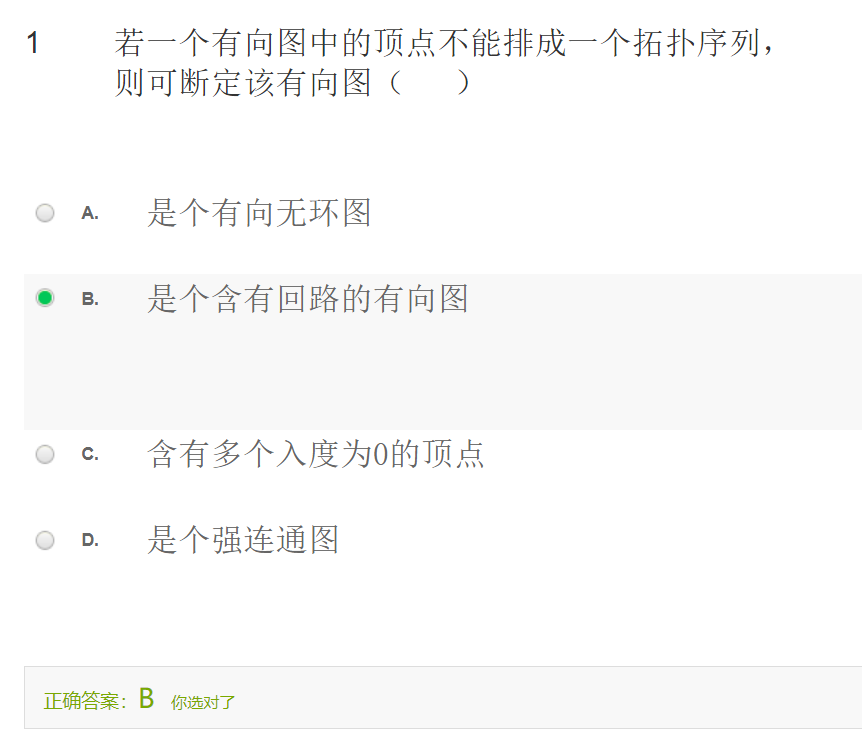 1 若一个有向图中的顶点不能排成一个拓扑序列，
则可断定该有向图（ ）
A. 是个有向无环图
B. 是个含有回路的有向图
C. 含有多个入度为0的顶点
D. 是个强连通图
正确答案： B 你选对了